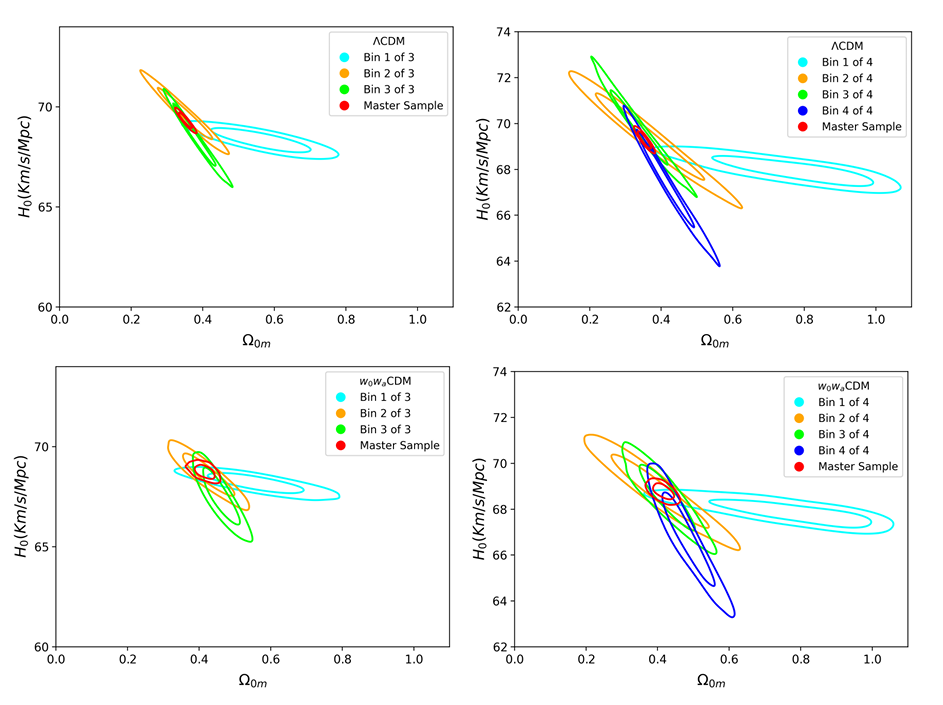 ΛCDM
Bin 1 of 3
Bin 2 of 3
Bin 3 of 3
Master Sample
70
65
60
H₀(Km/s/Mpc)
0.0 0.2 0.4 0.6 0.8 1.0
Ω₀ₘ
ΛCDM
Bin 1 of 4
Bin 2 of 4
Bin 3 of 4
Bin 4 of 4
Master Sample
74
72
70
68
66
64
62
H₀(Km/s/Mpc)
0.0 0.2 0.4 0.6 0.8 1.0
Ω₀ₘ
w₀wₐCDM
Bin 1 of 3
Bin 2 of 3
Bin 3 of 3
Master Sample
70
65
60
H₀(Km/s/Mpc)
0.0 0.2 0.4 0.6 0.8 1.0
Ω₀ₘ
w₀wₐCDM
Bin 1 of 4
Bin 2 of 4
Bin 3 of 4
Bin 4 of 4
Master Sample
74
72
70
68
66
64
62
H₀(Km/s/Mpc)
0.0 0.2 0.4 0.6 0.8 1.0
Ω₀ₘ